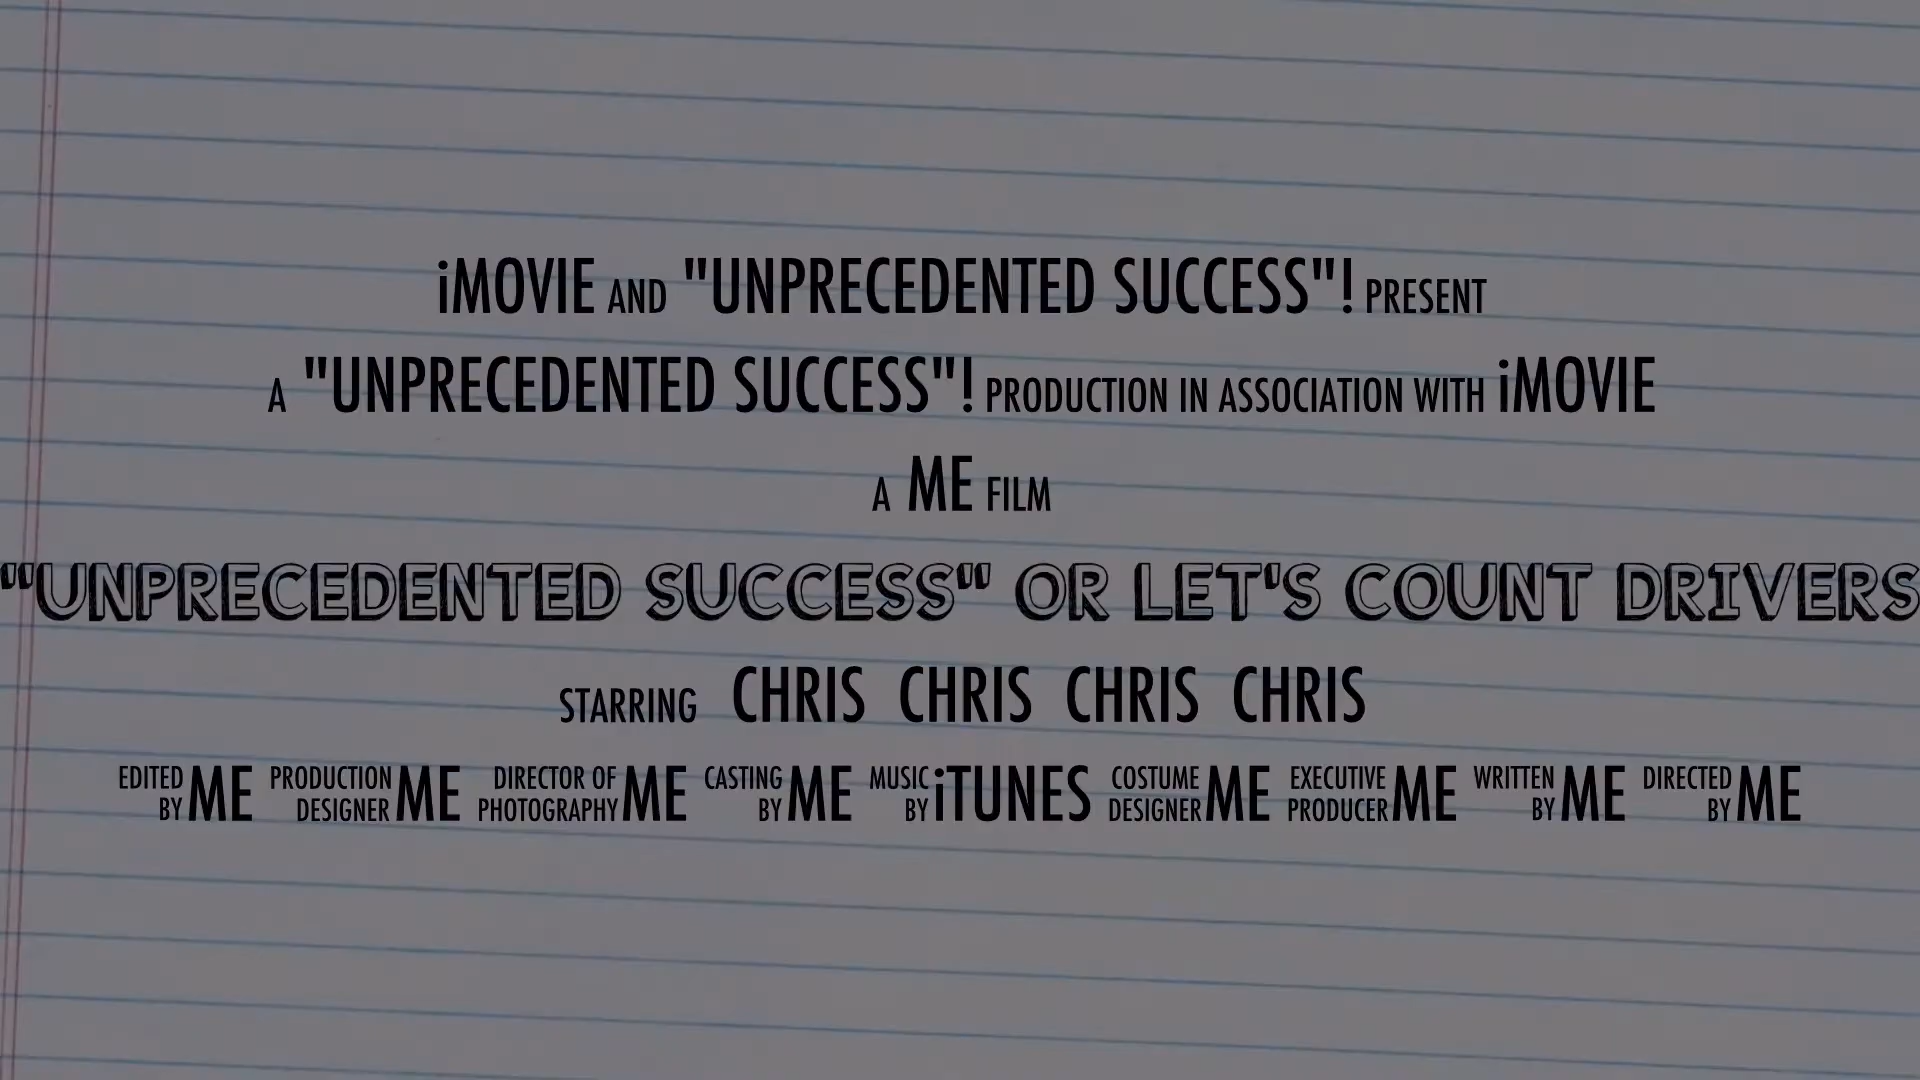 iMOVIE AND "UNPRECEDENTED SUCCESS"! PRESENT
A "UNPRECEDENTED SUCCESS"! PRODUCTION IN ASSOCIATION WITH iMOVIE
A ME FILM
"UNPRECEDENTED SUCCESS" OR LET'S COUNT DRIVERS
STARRING CHRIS CHRIS CHRIS CHRIS
EDITED BY ME PRODUCTION DESIGNER ME DIRECTOR OF PHOTOGRAPHY ME CASTING BY ME MUSIC BY iTUNES COSTUME DESIGNER ME EXECUTIVE PRODUCER ME WRITTEN BY ME DIRECTED BY ME